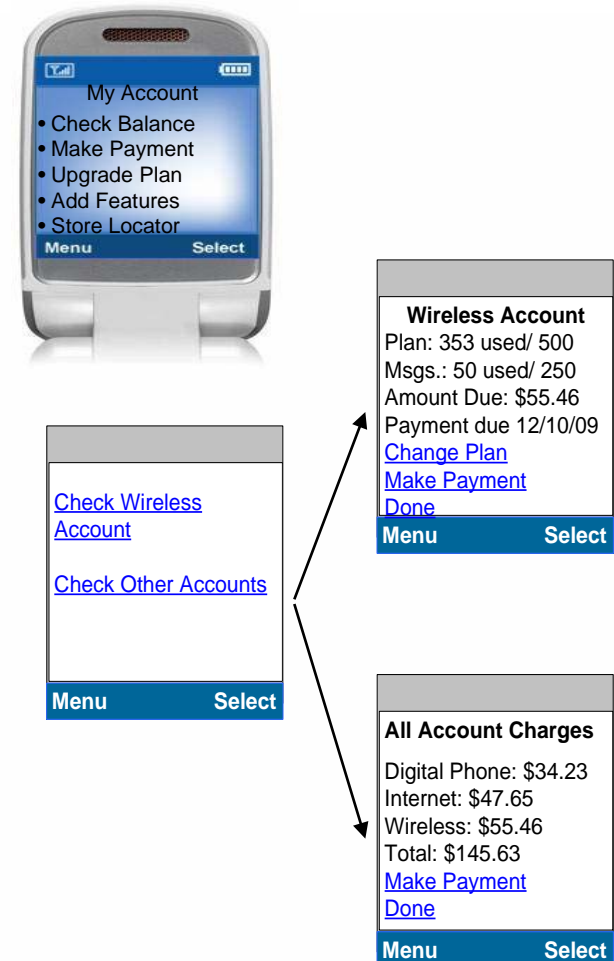 My Account
• Check Balance
• Make Payment
• Upgrade Plan
• Add Features
• Store Locator
Menu Select
Check Wireless
Account
Check Other Accounts
Menu Select
Wireless Account
Plan: 353 used/ 500
Msgs.: 50 used/ 250
Amount Due: $55.46
Payment due 12/10/09
Change Plan
Make Payment
Done
Menu Select
All Account Charges
Digital Phone: $34.23
Internet: $47.65
Wireless: $55.46
Total: $145.63
Make Payment
Done
Menu Select